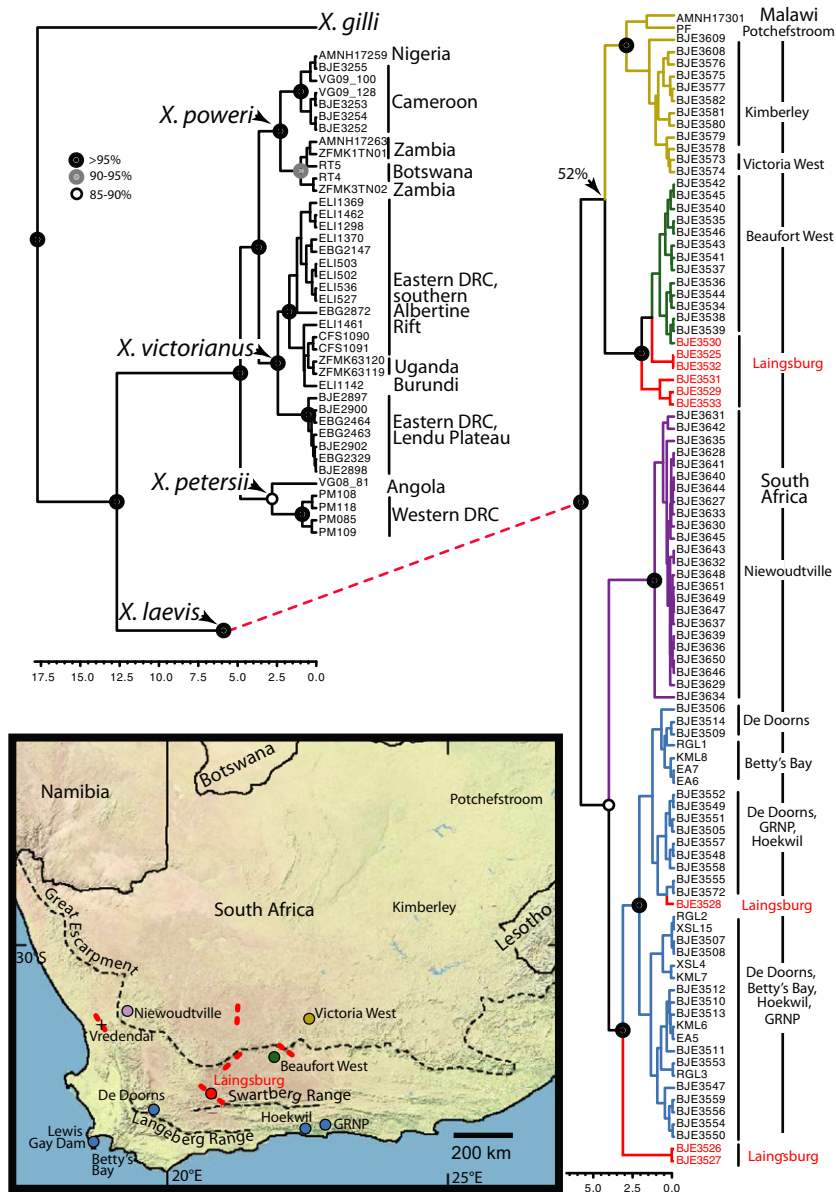 X. gilli
AMNH17259
BJE3255
VG09_100
VG09_128
BJE3253
BJE3254
BJE3252
AMNH17263
ZFMK1TN01
RT5
RT4
ZFMK3TN02
ELI1369
ELI1462
ELI1298
ELI1370
EBG2147
ELI503
ELI502
ELI536
ELI527
EBG2872
ELI1461
CFS1090
CFS1091
ZFMK63120
ZFMK63119
ELI1142
BJE2897
BJE2900
EBG2464
EBG2463
BJE2902
EBG2329
BJE2898
VG08_81
PM108
PM118
PM085
PM109
Nigeria
Cameroon
Zambia
Botswana
Zambia
Eastern DRC,
southern
Albertine
Rift
Uganda
Burundi
Eastern DRC,
Lendu Plateau
Angola
Western DRC
X. poweri
X. victorianus
X. petersii
X. laevis
>95%
90-95%
85-90%
17.5 15.0 12.5 10.0 7.5 5.0 2.5 0.0
52%
AMNH17301
PF
BJE3609
BJE3608
BJE3576
BJE3575
BJE3577
BJE3582
BJE3581
BJE3580
BJE3579
BJE3578
BJE3573
BJE3574
BJE3542
BJE3545
BJE3540
BJE3535
BJE3546
BJE3543
BJE3541
BJE3537
BJE3536
BJE3544
BJE3534
BJE3538
BJE3539
BJE3530
BJE3525
BJE3532
BJE3531
BJE3529
BJE3533
BJE3631
BJE3642
BJE3635
BJE3628
BJE3641
BJE3640
BJE3644
BJE3627
BJE3633
BJE3630
BJE3645
BJE3643
BJE3632
BJE3648
BJE3651
BJE3649
BJE3647
BJE3637
BJE3639
BJE3636
BJE3650
BJE3646
BJE3629
BJE3634
BJE3506
BJE3514
BJE3509
RGL1
KML8
EA7
EA6
BJE3552
BJE3549
BJE3551
BJE3505
BJE3557
BJE3548
BJE3558
BJE3555
BJE3572
BJE3528
RGL2
XSL15
BJE3507
BJE3508
XSL4
KML7
BJE3512
BJE3510
BJE3513
KML6
EA5
BJE3511
BJE3553
RGL3
BJE3547
BJE3559
BJE3556
BJE3554
BJE3550
BJE3526
BJE3527
Malawi
Potchefstroom
Kimberley
Victoria West
Beaufort West
Laingsburg
South
Africa
Niewoudtville
De Doorns
Betty's Bay
De Doorns,
GRNP,
Hoekwil
Laingsburg
De Doorns,
Betty's Bay,
Hoekwil,
GRNP
Laingsburg
5.0 2.5 0.0
Namibia
Botswana
Potchefstroom
South Africa
Kimberley
Lesotho
Great
Escarpment
30°S
Niewoudtville
Vredendal
Victoria West
Beaufort West
Laingsburg
Swartberg Range
De Doorns
Langeberg Range
Hoekwil
GRNP
Lewis
Gay Dam
Betty's
Bay
20°E
25°E
200 km